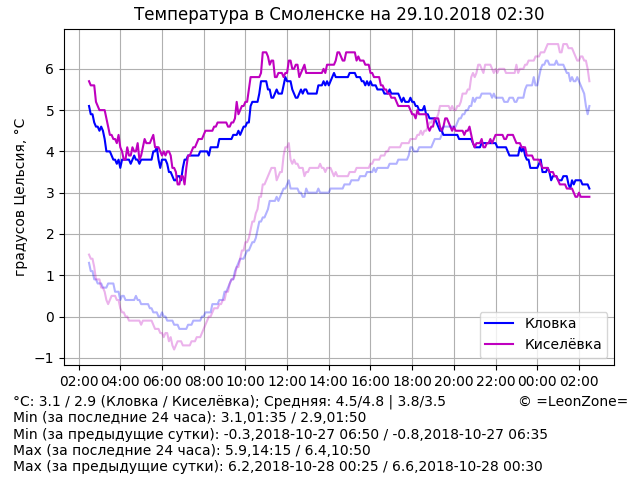 Температура в Смоленске на 29.10.2018 02:30
градусов Цельсия, °C
6
5
4
3
2
1
0
−1
02:00 04:00 06:00 08:00 10:00 12:00 14:00 16:00 18:00 20:00 22:00 00:00 02:00
Кловка
Киселёвка
°C: 3.1 / 2.9 (Кловка / Киселёвка); Средняя: 4.5/4.8 | 3.8/3.5 © =LeonZone=
Min (за последние 24 часа): 3.1,01:35 / 2.9,01:50
Min (за предыдущие сутки): -0.3,2018-10-27 06:50 / -0.8,2018-10-27 06:35
Max (за последние 24 часа): 5.9,14:15 / 6.4,10:50
Max (за предыдущие сутки): 6.2,2018-10-28 00:25 / 6.6,2018-10-28 00:30